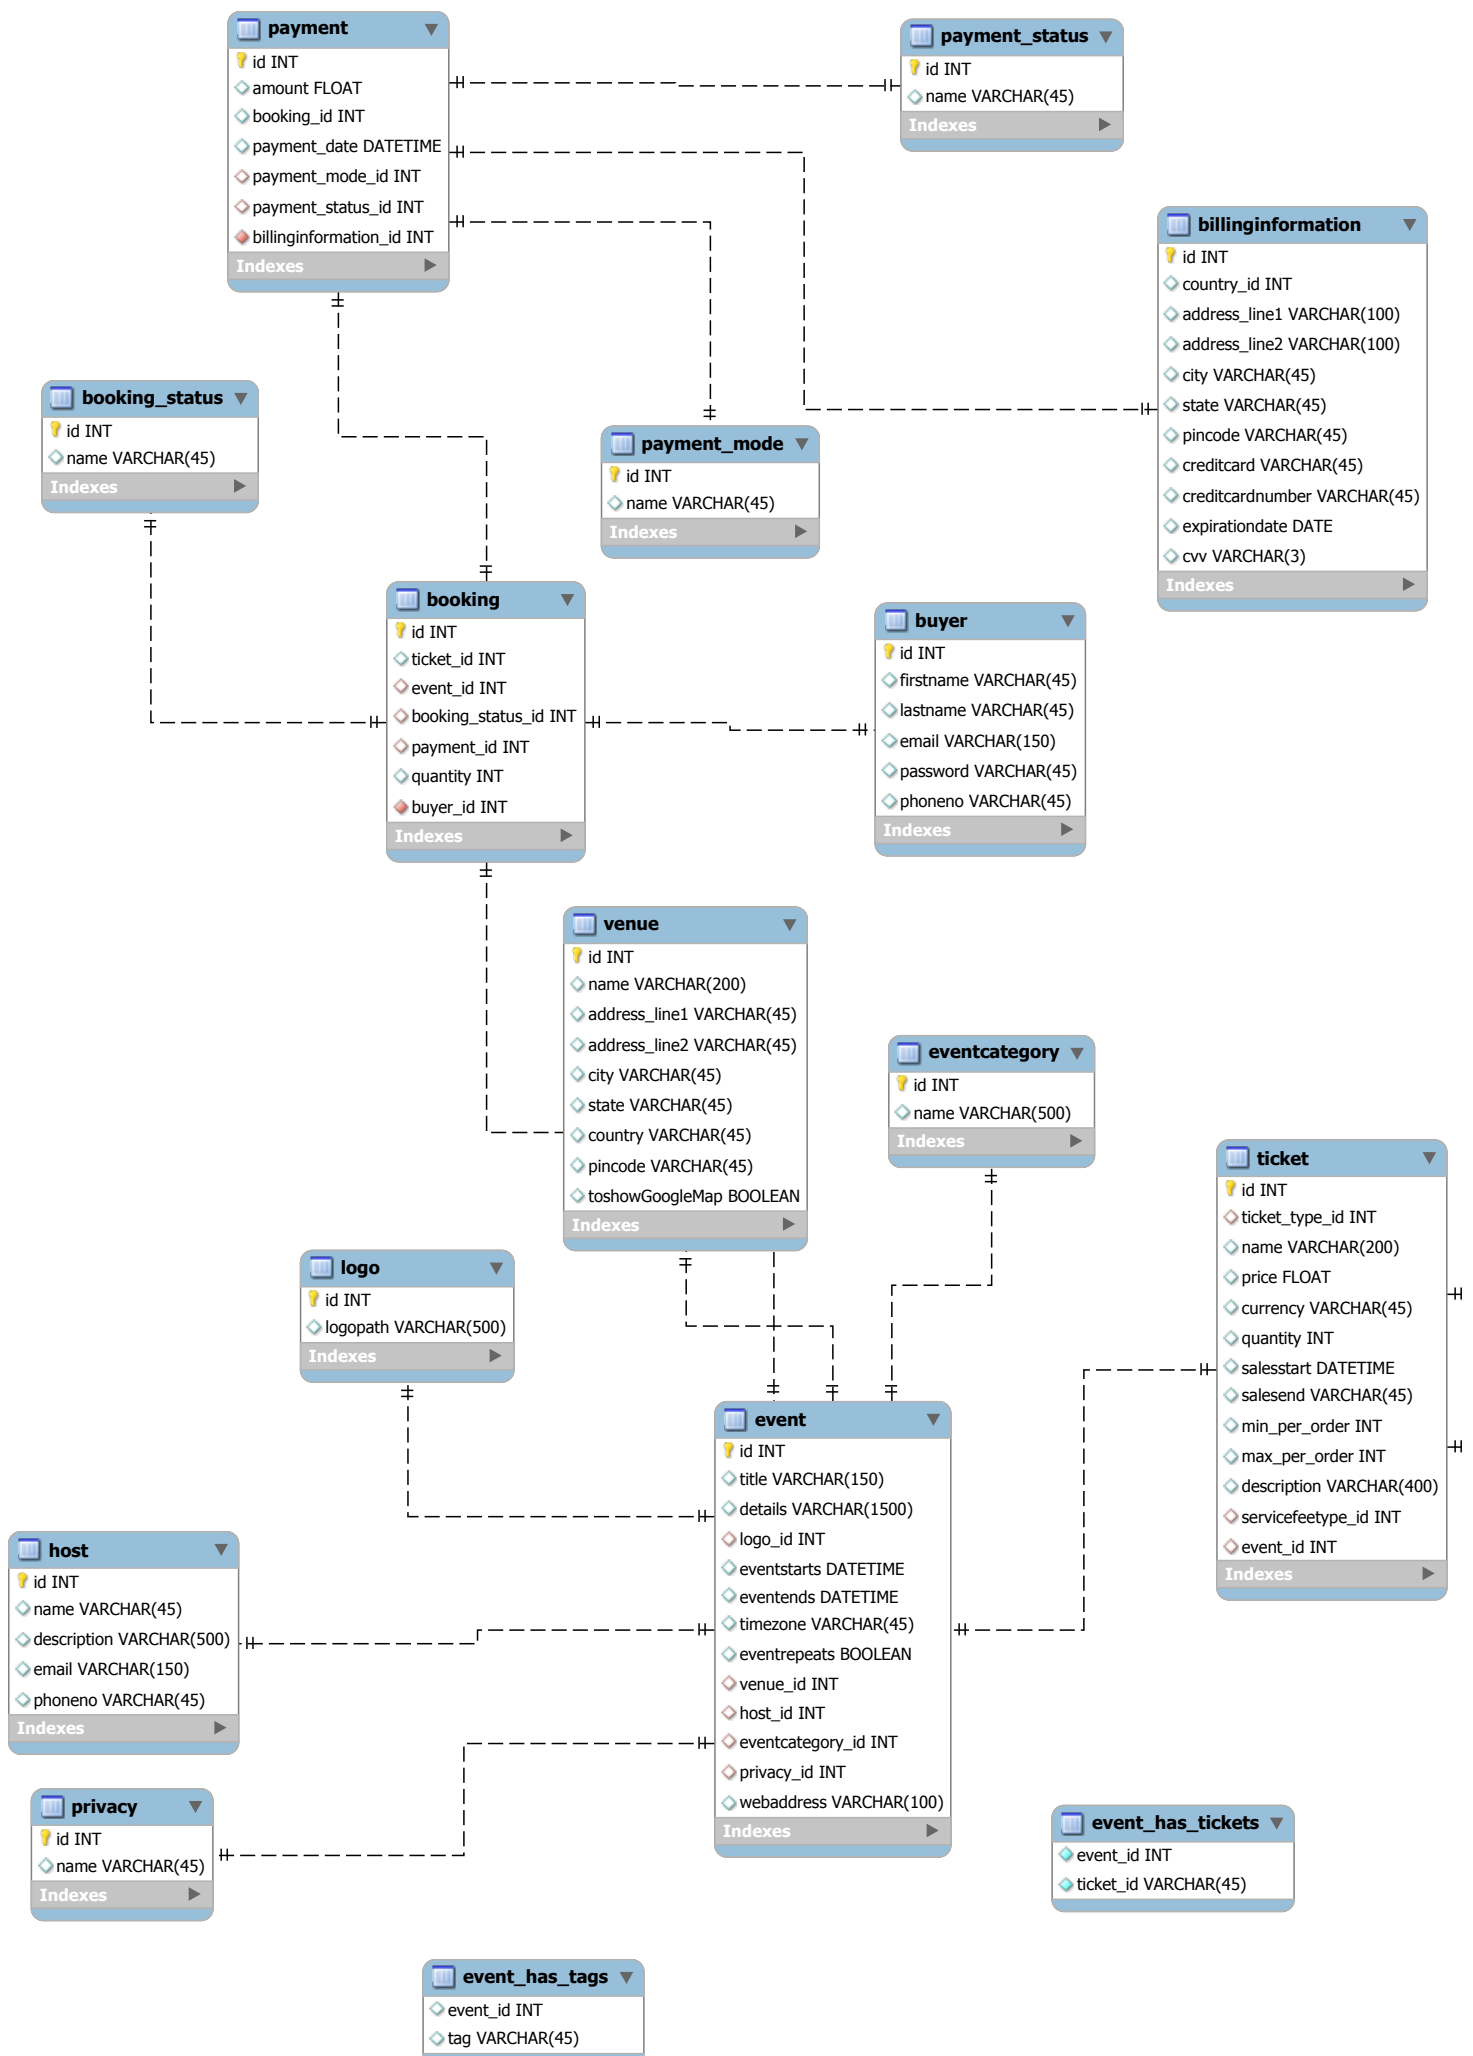 payment
id INT
amount FLOAT
booking_id INT
payment_date DATETIME
payment_mode_id INT
payment_status_id INT
billinginformation_id INT
Indexes
payment_status
id INT
name VARCHAR(45)
Indexes
billinginformation
id INT
country_id INT
address_line1 VARCHAR(100)
address_line2 VARCHAR(100)
city VARCHAR(45)
state VARCHAR(45)
pincode VARCHAR(45)
creditcard VARCHAR(45)
creditcardnumber VARCHAR(45)
expirationdate DATE
cvv VARCHAR(3)
Indexes
booking_status
id INT
name VARCHAR(45)
Indexes
payment_mode
id INT
name VARCHAR(45)
Indexes
booking
id INT
ticket_id INT
event_id INT
booking_status_id INT
payment_id INT
quantity INT
buyer_id INT
Indexes
buyer
id INT
firstname VARCHAR(45)
lastname VARCHAR(45)
email VARCHAR(150)
password VARCHAR(45)
phoneno VARCHAR(45)
Indexes
venue
id INT
name VARCHAR(200)
address_line1 VARCHAR(45)
address_line2 VARCHAR(45)
city VARCHAR(45)
state VARCHAR(45)
country VARCHAR(45)
pincode VARCHAR(45)
toshowGoogleMap BOOLEAN
Indexes
eventcategory
id INT
name VARCHAR(500)
Indexes
ticket
id INT
ticket_type_id INT
name VARCHAR(200)
price FLOAT
currency VARCHAR(45)
quantity INT
salesstart DATETIME
salesend VARCHAR(45)
min_per_order INT
max_per_order INT
description VARCHAR(400)
servicefeetype_id INT
event_id INT
Indexes
logo
id INT
logopath VARCHAR(500)
Indexes
event
id INT
title VARCHAR(150)
details VARCHAR(1500)
logo_id INT
eventstarts DATETIME
eventends DATETIME
timezone VARCHAR(45)
eventrepeats BOOLEAN
venue_id INT
host_id INT
eventcategory_id INT
privacy_id INT
webaddress VARCHAR(100)
Indexes
host
id INT
name VARCHAR(45)
description VARCHAR(500)
email VARCHAR(150)
phoneno VARCHAR(45)
Indexes
privacy
id INT
name VARCHAR(45)
Indexes
event_has_tickets
event_id INT
ticket_id VARCHAR(45)
event_has_tags
event_id INT
tag VARCHAR(45)